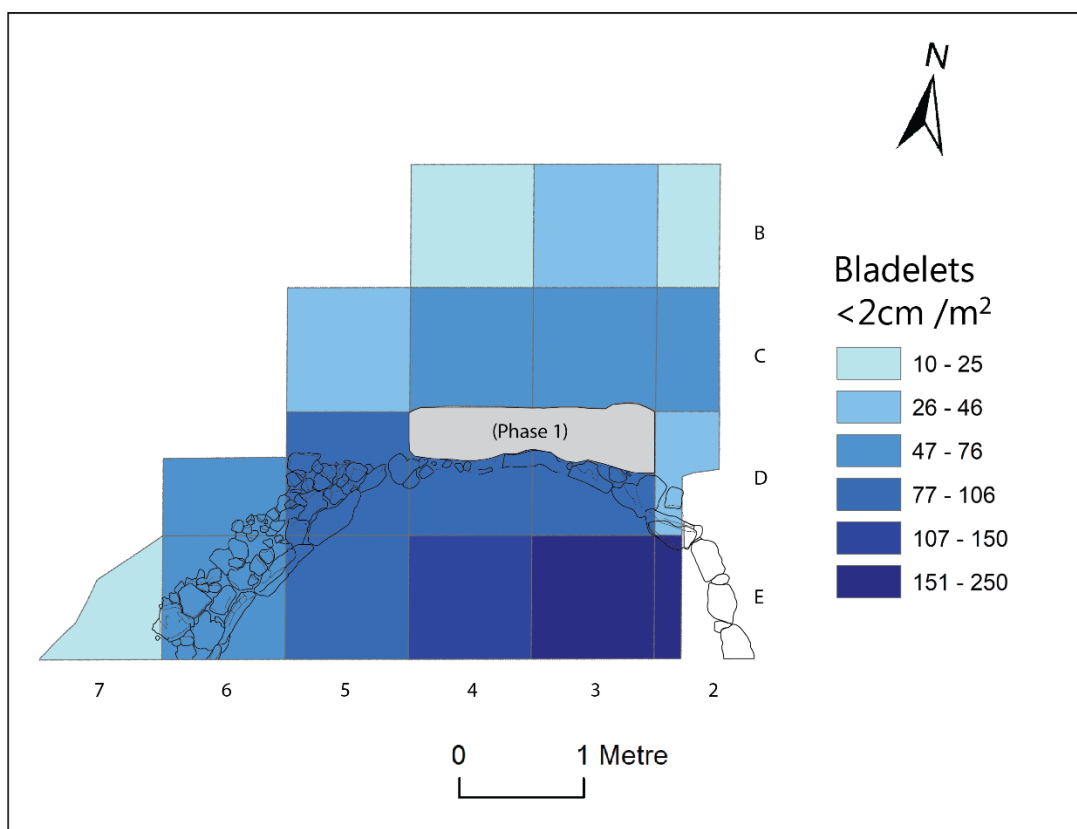 N
B
C
(Phase 1)
D
E
7 6 5 4 3 2
Bladelets
<2cm /m²
10 - 25
26 - 46
47 - 76
77 - 106
107 - 150
151 - 250
0 1 Metre